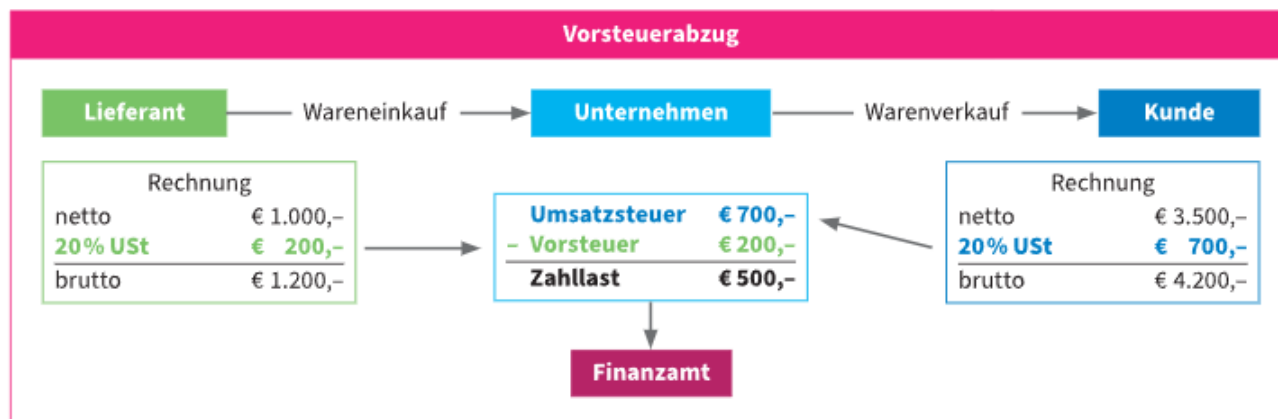 Vorsteuerabzug
Lieferant Wareneinkauf Unternehmen Warenverkauf Kunde
Rechnung
netto € 1.000,–
20% USt € 200,–
brutto € 1.200,–
Umsatzsteuer € 700,–
– Vorsteuer € 200,–
Zahllast € 500,–
Rechnung
netto € 3.500,–
20% USt € 700,–
brutto € 4.200,–
Finanzamt